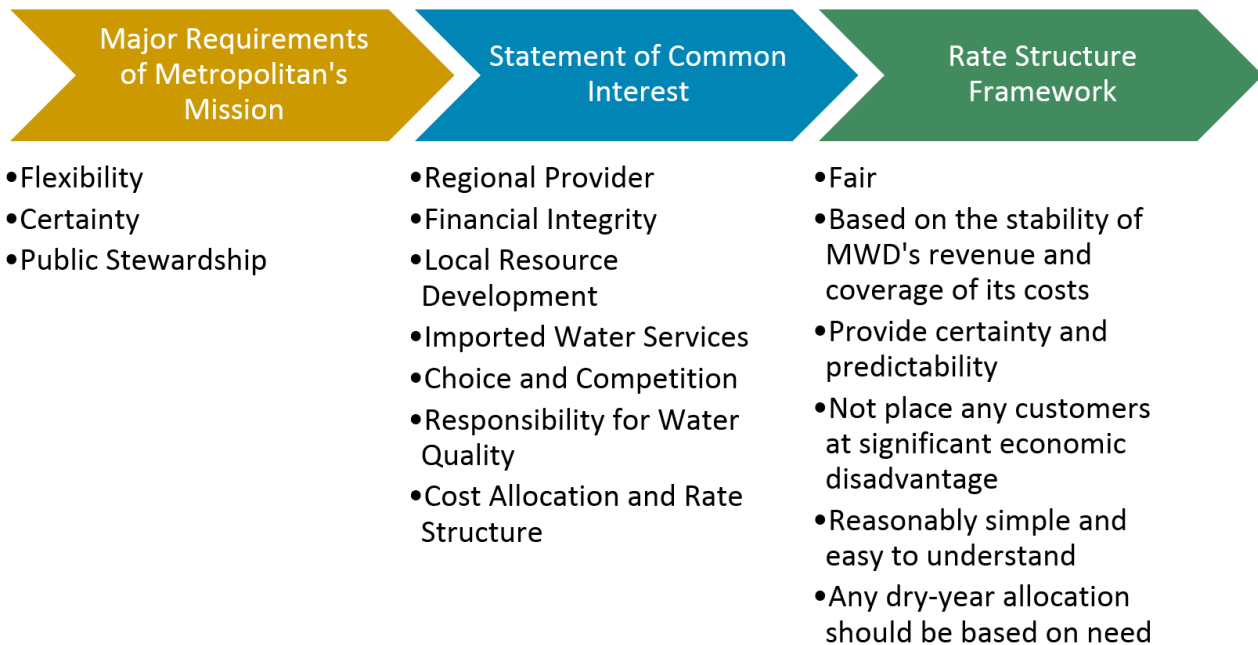 Major Requirements
of Metropolitan's
Mission
•Flexibility
•Certainty
•Public Stewardship
Statement of Common
Interest
•Regional Provider
•Financial Integrity
•Local Resource
Development
•Imported Water Services
•Choice and Competition
•Responsibility for Water
Quality
•Cost Allocation and Rate
Structure
Rate Structure
Framework
•Fair
•Based on the stability of
MWD's revenue and
coverage of its costs
•Provide certainty and
predictability
•Not place any customers
at significant economic
disadvantage
•Reasonably simple and
easy to understand
•Any dry-year allocation
should be based on need